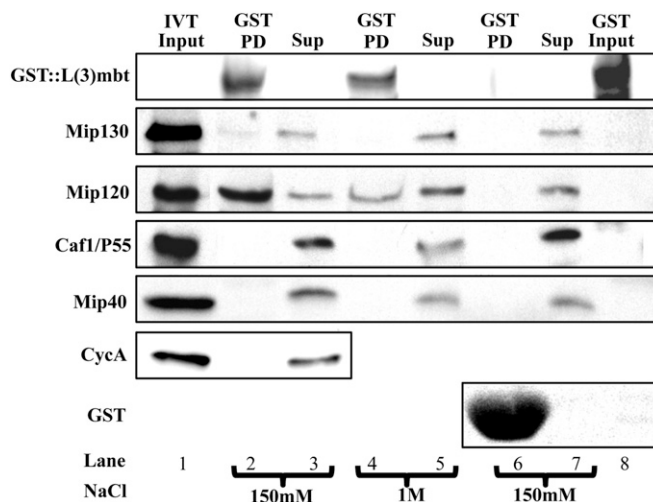 IVT Input GST PD Sup GST PD Sup GST PD Sup GST Input
GST::L(3)mbt
Mip130
Mip120
Caf1/P55
Mip40
CycA
GST
Lane 1 2 3 4 5 6 7 8
NaCl 150mM 1M 150mM